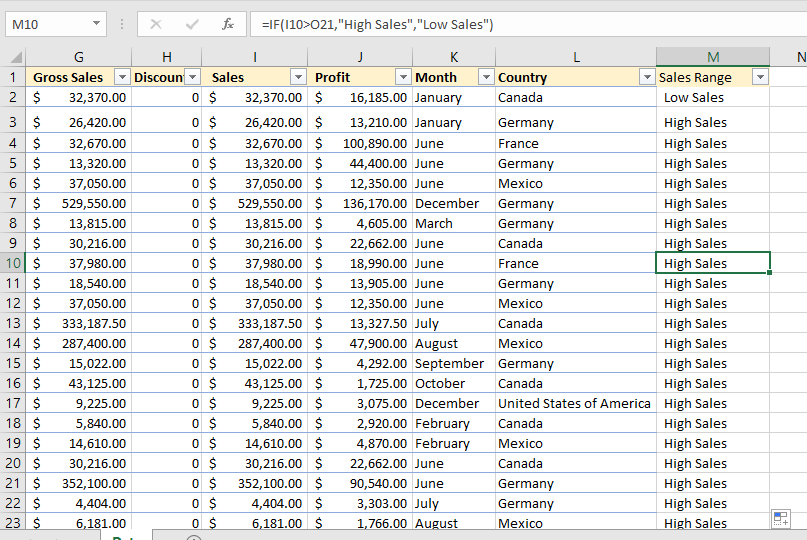 M10 fx =IF(I10>O21,"High Sales","Low Sales")
G H I J K L M N
1 Gross Sales Discoun Sales Profit Month Country Sales Range
2 $ 32,370.00 0 $ 32,370.00 $ 16,185.00 January Canada Low Sales
3 $ 26,420.00 0 $ 26,420.00 $ 13,210.00 January Germany High Sales
4 $ 32,670.00 0 $ 32,670.00 $ 100,890.00 June France High Sales
5 $ 13,320.00 0 $ 13,320.00 $ 44,400.00 June Germany High Sales
6 $ 37,050.00 0 $ 37,050.00 $ 12,350.00 June Mexico High Sales
7 $ 529,550.00 0 $ 529,550.00 $ 136,170.00 December Germany High Sales
8 $ 13,815.00 0 $ 13,815.00 $ 4,605.00 March Germany High Sales
9 $ 30,216.00 0 $ 30,216.00 $ 22,662.00 June Canada High Sales
10 $ 37,980.00 0 $ 37,980.00 $ 18,990.00 June France High Sales
11 $ 18,540.00 0 $ 18,540.00 $ 13,905.00 June Germany High Sales
12 $ 37,050.00 0 $ 37,050.00 $ 12,350.00 June Mexico High Sales
13 $ 333,187.50 0 $ 333,187.50 $ 13,327.50 July Canada High Sales
14 $ 287,400.00 0 $ 287,400.00 $ 47,900.00 August Mexico High Sales
15 $ 15,022.00 0 $ 15,022.00 $ 4,292.00 September Germany High Sales
16 $ 43,125.00 0 $ 43,125.00 $ 1,725.00 October Canada High Sales
17 $ 9,225.00 0 $ 9,225.00 $ 3,075.00 December United States of America High Sales
18 $ 5,840.00 0 $ 5,840.00 $ 2,920.00 February Canada High Sales
19 $ 14,610.00 0 $ 14,610.00 $ 4,870.00 February Mexico High Sales
20 $ 30,216.00 0 $ 30,216.00 $ 22,662.00 June Canada High Sales
21 $ 352,100.00 0 $ 352,100.00 $ 90,540.00 June Germany High Sales
22 $ 4,404.00 0 $ 4,404.00 $ 3,303.00 July Germany High Sales
23 $ 6,181.00 0 $ 6,181.00 $ 1,766.00 August Mexico High Sales